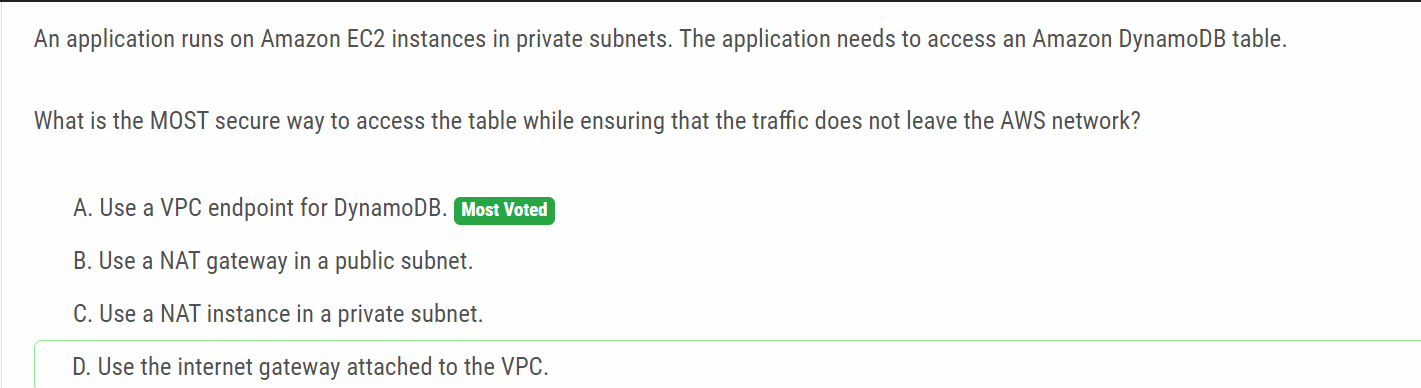 An application runs on Amazon EC2 instances in private subnets. The application needs to access an Amazon DynamoDB table.
What is the MOST secure way to access the table while ensuring that the traffic does not leave the AWS network?
A. Use a VPC endpoint for DynamoDB. Most Voted
B. Use a NAT gateway in a public subnet.
C. Use a NAT instance in a private subnet.
D. Use the internet gateway attached to the VPC.